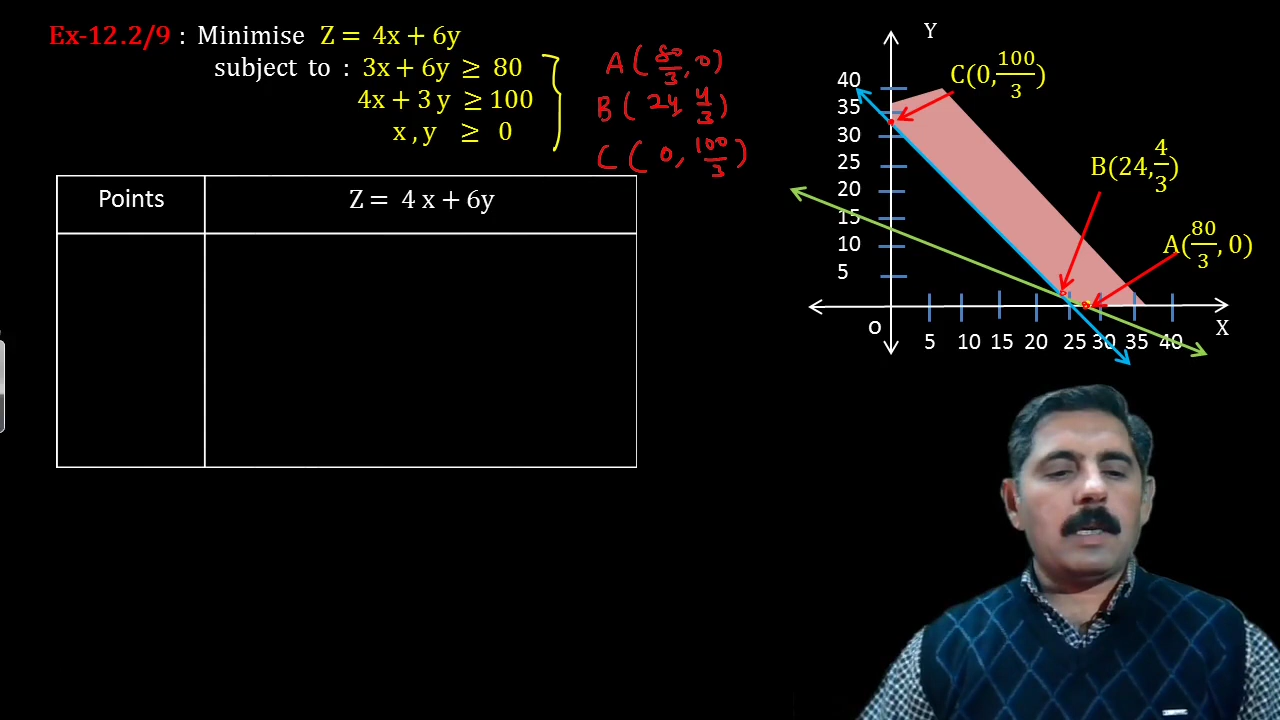 Ex-12.2/9 : Minimise Z = 4x + 6y
subject to : 3x + 6y ≥ 80
4x + 3 y ≥ 100
x , y ≥ 0
A ( 80/3, 0)
B ( 24, 4/3 )
C ( 0, 100/3 )
Points Z = 4 x + 6y
Y
C(0, 100/3)
40
35
30
25
20
15
10
5
B(24, 4/3)
A(80/3, 0)
O
X
5 10 15 20 25 30 35 40